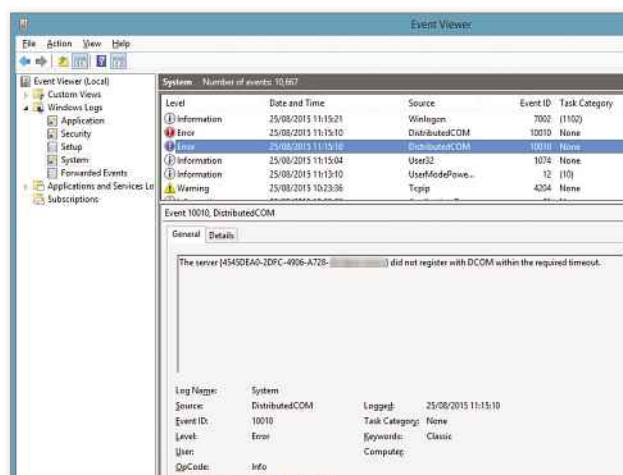 Event Viewer
File Action View Help
Event Viewer (Local)
Custom Views
Windows Logs
Application
Security
Setup
System
Forwarded Events
Applications and Services Lo
Subscriptions
System Number of events: 10,667
Level Date and Time Source Event ID Task Category
Information 25/08/2015 11:15:21 Winlogon 7002 (1102)
Error 25/08/2015 11:15:10 DistributedCOM 10010 None
Error 25/08/2015 11:15:10 DistributedCOM 10010 None
Information 25/08/2015 11:15:04 User32 1074 None
Information 25/08/2015 11:13:10 UserModePowe... 12 (10)
Warning 25/08/2015 10:23:36 Tcpip 4204 None
Event 10010, DistributedCOM
General Details
The server {4545DEA0-2DFC-4906-A728- } did not register with DCOM within the required timeout.
Log Name: System
Source: DistributedCOM Logged: 25/08/2015 11:15:10
Event ID: 10010 Task Category: None
Level: Error Keywords: Classic
User: Computer:
OpCode: Info